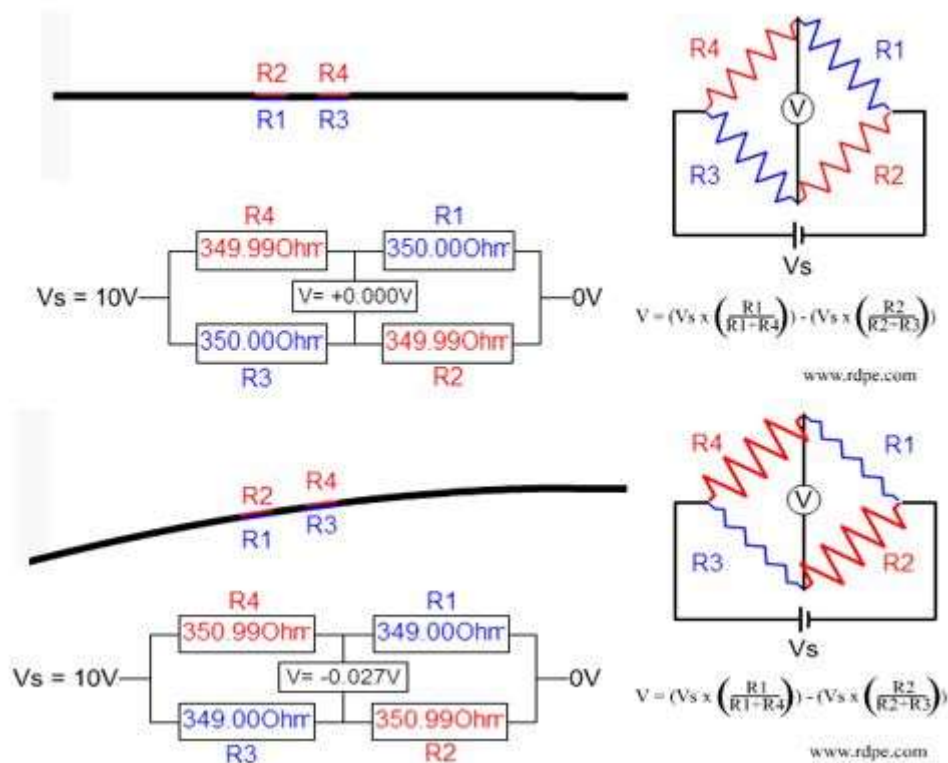 R2 R4
R1 R3
R4 R1
R3 R2
V
Vs
R4 R1
349.99Ohm 350.00Ohm
Vs = 10V V= +0.000V 0V
350.00Ohm 349.99Ohm
R3 R2
V = (Vs x (R1/R1+R4)) - (Vs x (R2/R2+R3))
www.rdpe.com
R2 R4
R1 R3
R4 R1
V
R3 R2
Vs
R4 R1
350.99Ohm 349.00Ohm
Vs = 10V V= -0.027V 0V
349.00Ohm 350.99Ohm
R3 R2
V = (Vs x (R1/R1+R4)) - (Vs x (R2/R2+R3))
www.rdpe.com